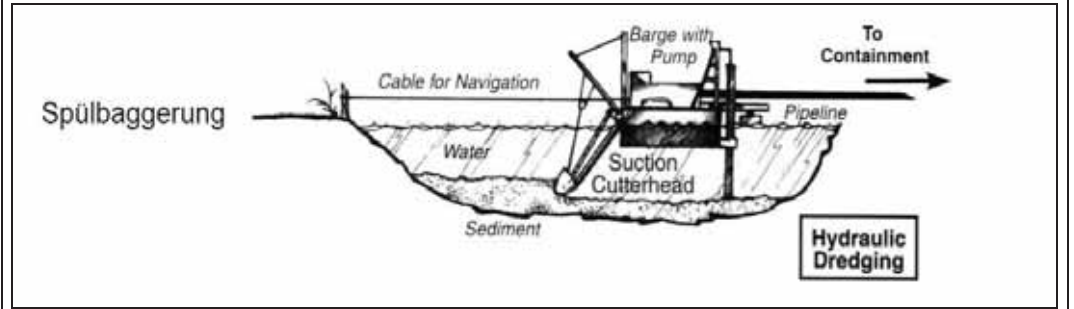 Spülbaggerung
Cable for Navigation
Barge with
Pump
To
Containment
Pipeline
Water
Suction
Cutterhead
Sediment
Hydraulic
Dredging